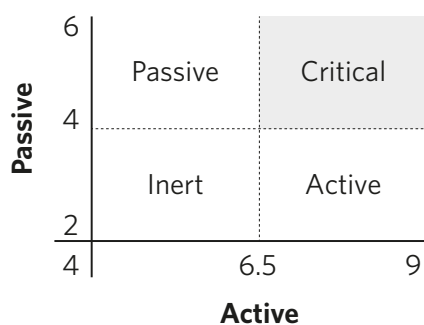 6
Passive Critical
Passive
4
Inert Active
2
4 6.5 9
Active